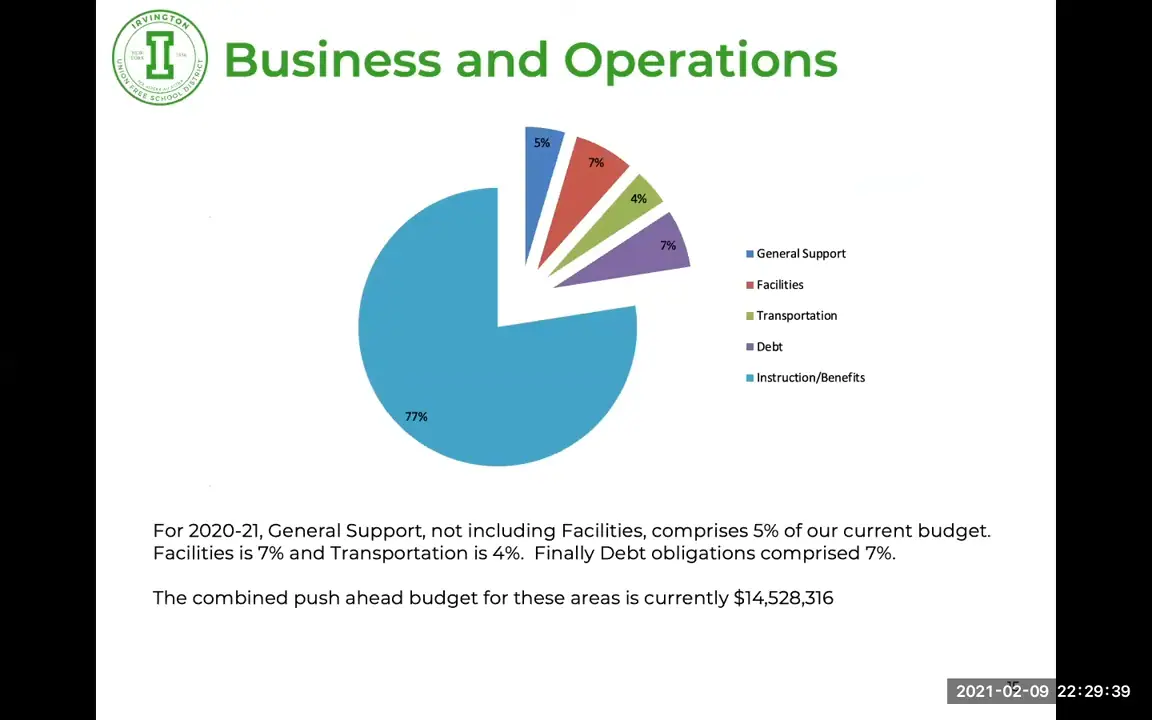 IRVINGTON
UNION FREE SCHOOL DISTRICT
Business and Operations
5%
7%
4%
7%
77%
General Support
Facilities
Transportation
Debt
Instruction/Benefits
For 2020-21, General Support, not including Facilities, comprises 5% of our current budget.
Facilities is 7% and Transportation is 4%.  Finally Debt obligations comprised 7%.
The combined push ahead budget for these areas is currently $14,528,316
2021-02-09 22:29:39